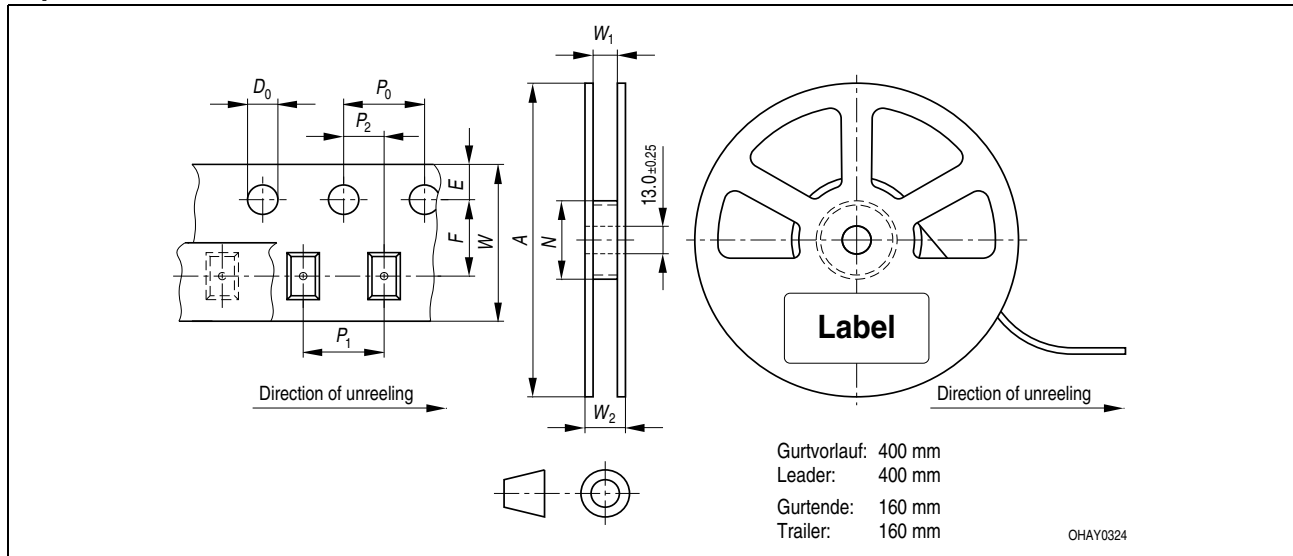 W1
D0
P0
P2
E
F
W
A
N
13.0±0.25
Label
P1
Direction of unreeling
W2
Direction of unreeling
Gurtvorlauf: 400 mm
Leader: 400 mm
Gurtende: 160 mm
Trailer: 160 mm
OHAY0324